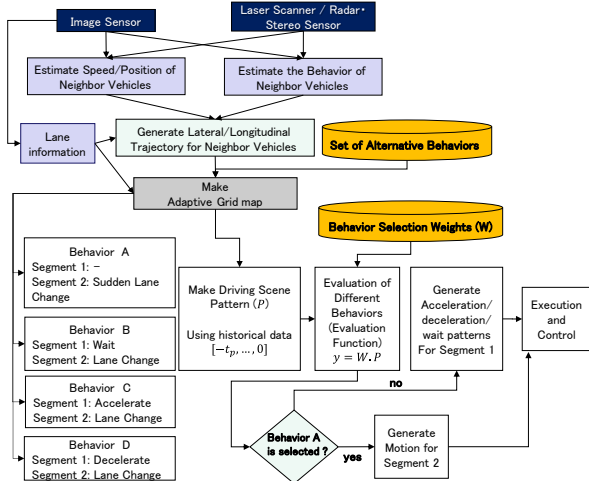 Image Sensor
Laser Scanner / Radar・
Stereo Sensor
Estimate Speed/Position of
Neighbor Vehicles
Estimate the Behavior of
Neighbor Vehicles
Lane
information
Generate Lateral/Longitudinal
Trajectory for Neighbor Vehicles
Set of Alternative Behaviors
Make
Adaptive Grid map
Behavior Selection Weights (W)
Behavior A
Segment 1: -
Segment 2: Sudden Lane
Change
Behavior B
Segment 1: Wait
Segment 2: Lane Change
Behavior C
Segment 1: Accelerate
Segment 2: Lane Change
Behavior D
Segment 1: Decelerate
Segment 2: Lane Change
Make Driving Scene
Pattern (P)
Using historical data
[−tₚ, …, 0]
Evaluation of
Different
Behaviors
(Evaluation
Function)
y = W.P
Generate
Acceleration/
deceleration/
wait patterns
For Segment 1
Execution
and
Control
no
Behavior A
is selected ?
yes
Generate
Motion for
Segment 2